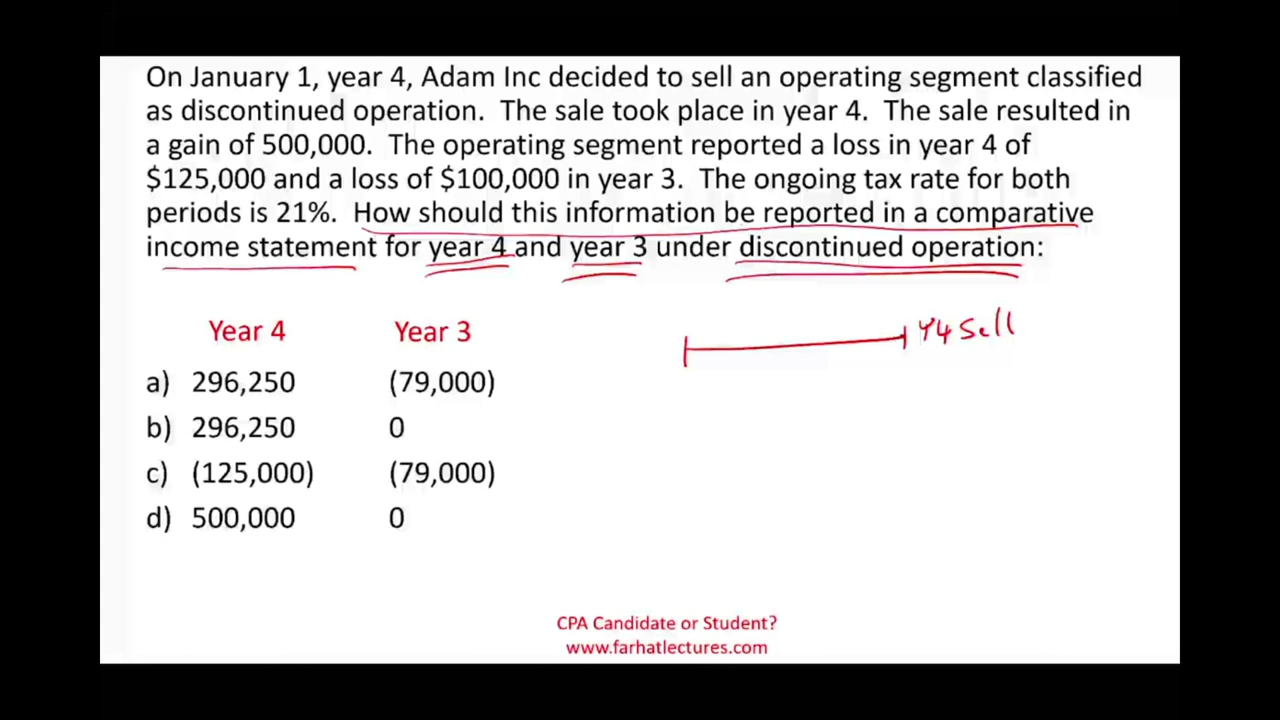 On January 1, year 4, Adam Inc decided to sell an operating segment classified
as discontinued operation.  The sale took place in year 4.  The sale resulted in
a gain of 500,000.  The operating segment reported a loss in year 4 of
$125,000 and a loss of $100,000 in year 3.  The ongoing tax rate for both
periods is 21%.  How should this information be reported in a comparative
income statement for year 4 and year 3 under discontinued operation:
Year 4 Year 3
Y4 Sell
a) 296,250 (79,000)
b) 296,250 0
c) (125,000) (79,000)
d) 500,000 0
CPA Candidate or Student?
www.farhatlectures.com